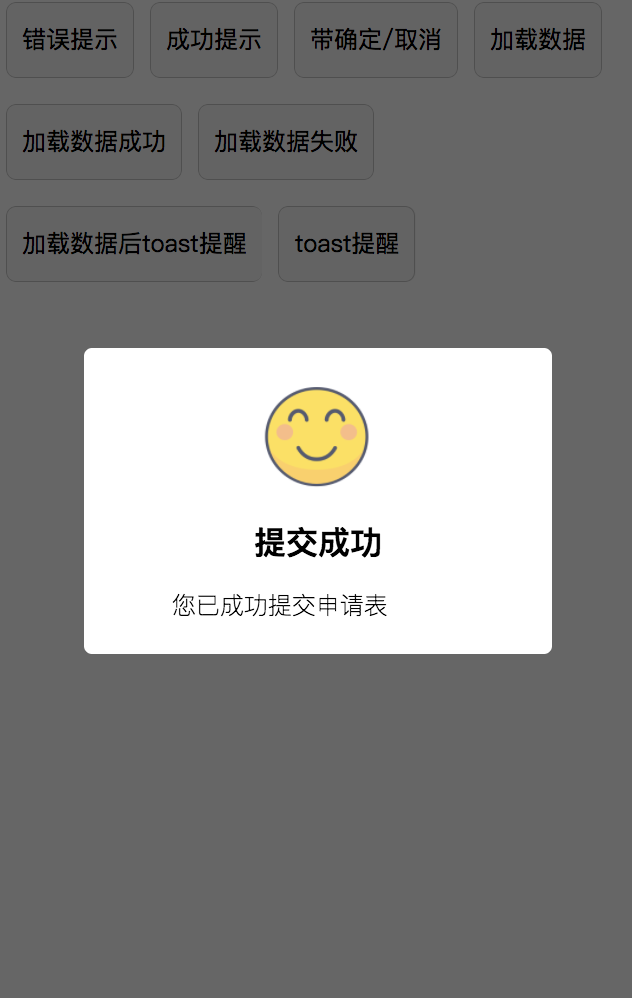 错误提示 成功提示 带确定/取消 加载数据
加载数据成功 加载数据失败
加载数据后toast提醒 toast提醒
提交成功
您已成功提交申请表